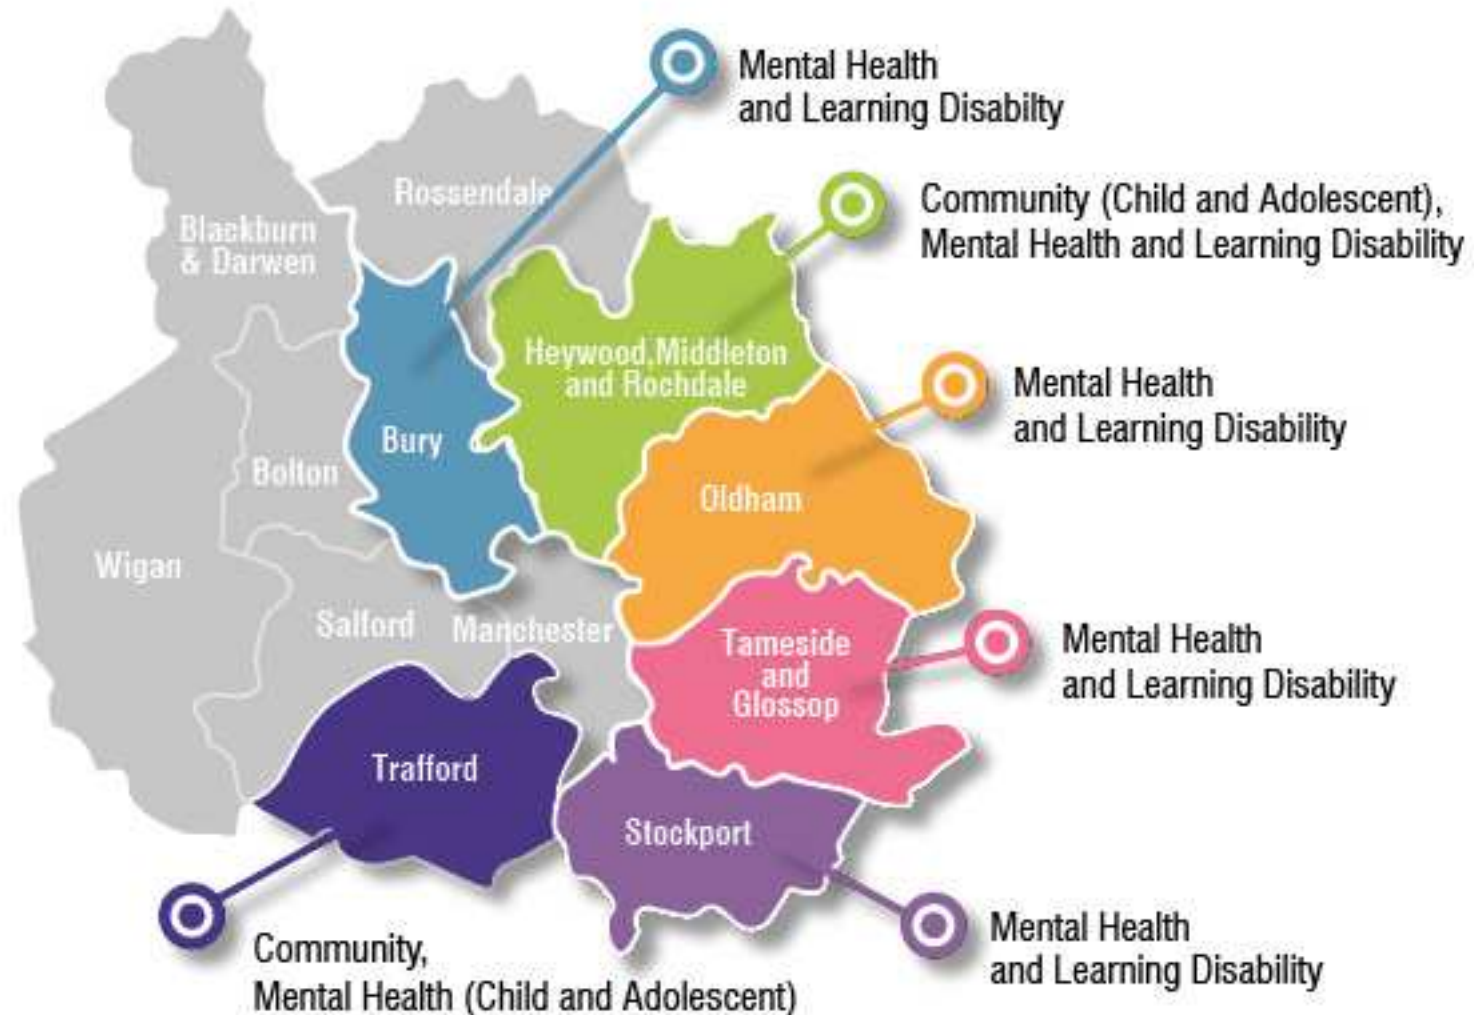 Mental Health
and Learning Disabilty
Rossendale
Community (Child and Adolescent),
Mental Health and Learning Disability
Blackburn
& Darwen
Heywood.Middleton
and Rochdale
Mental Health
and Learning Disability
Bury
Bolton
Oldham
Wigan
Salford
Manchester
Tameside
and
Glossop
Mental Health
and Learning Disability
Trafford
Stockport
Mental Health
and Learning Disability
Community,
Mental Health (Child and Adolescent)